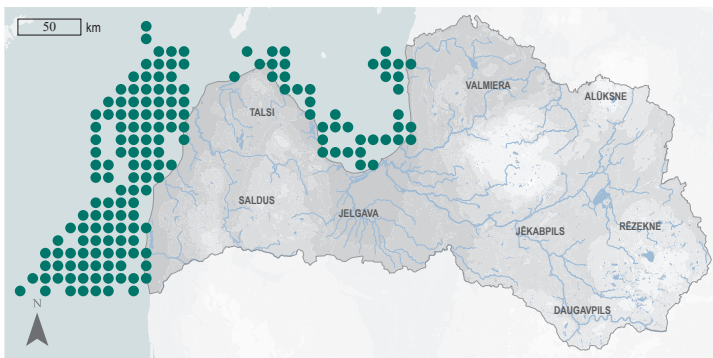 50 km
VALMIERA
ALŪKSNE
TALSI
SALDUS
JELGAVA
JĒKABPILS
RĒZEKNE
N
DAUGAVPILS